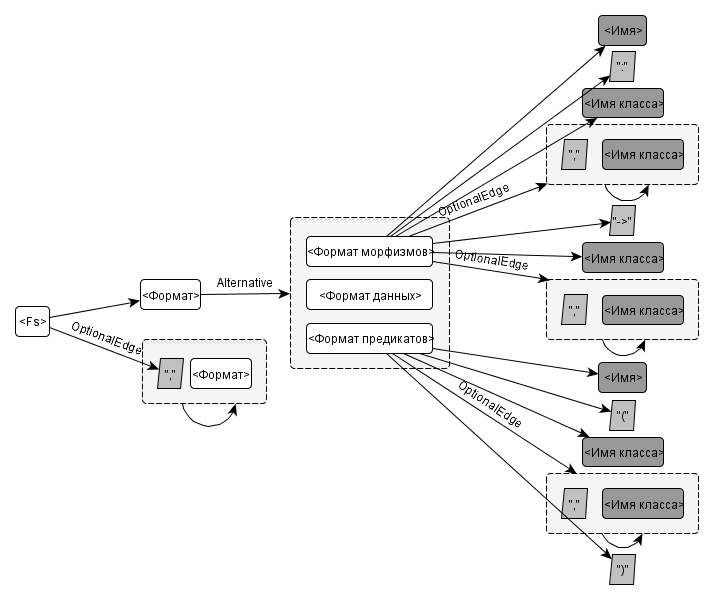 <Имя>
":"
<Имя класса>
"," <Имя класса>
OptionalEdge
"->"
<Формат морфизмов>
<Имя класса>
OptionalEdge
Alternative
<Формат>
<Формат данных>
"," <Имя класса>
<Fs>
OptionalEdge
<Формат предикатов>
"," <Формат>
<Имя>
OptionalEdge
"("
<Имя класса>
"," <Имя класса>
")"